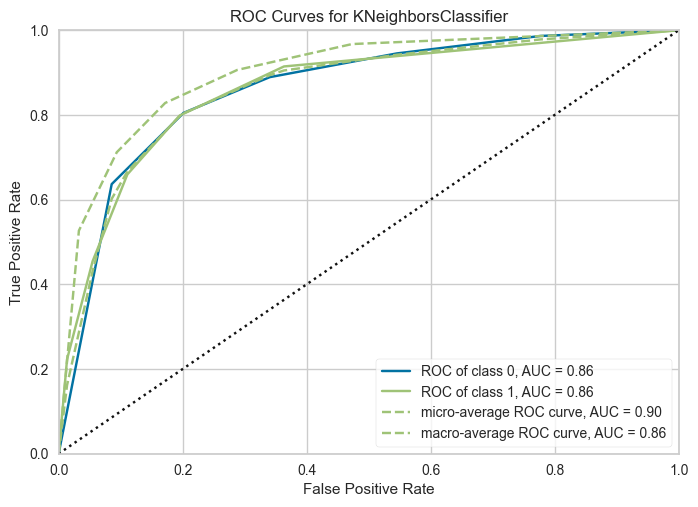 ROC Curves for KNeighborsClassifier
1.0
0.8
0.6
0.4
0.2
0.0
True Positive Rate
ROC of class 0, AUC = 0.86
ROC of class 1, AUC = 0.86
micro-average ROC curve, AUC = 0.90
macro-average ROC curve, AUC = 0.86
0.0 0.2 0.4 0.6 0.8 1.0
False Positive Rate